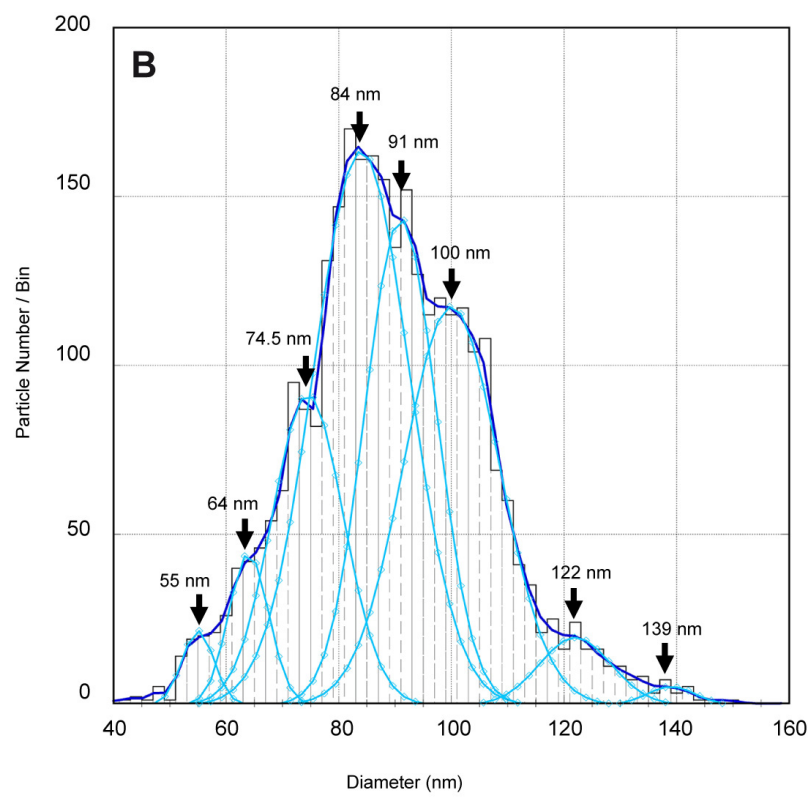 B
200
150
100
50
0
Particle Number / Bin
84 nm
91 nm
100 nm
74.5 nm
64 nm
55 nm
122 nm
139 nm
40 60 80 100 120 140 160
Diameter (nm)